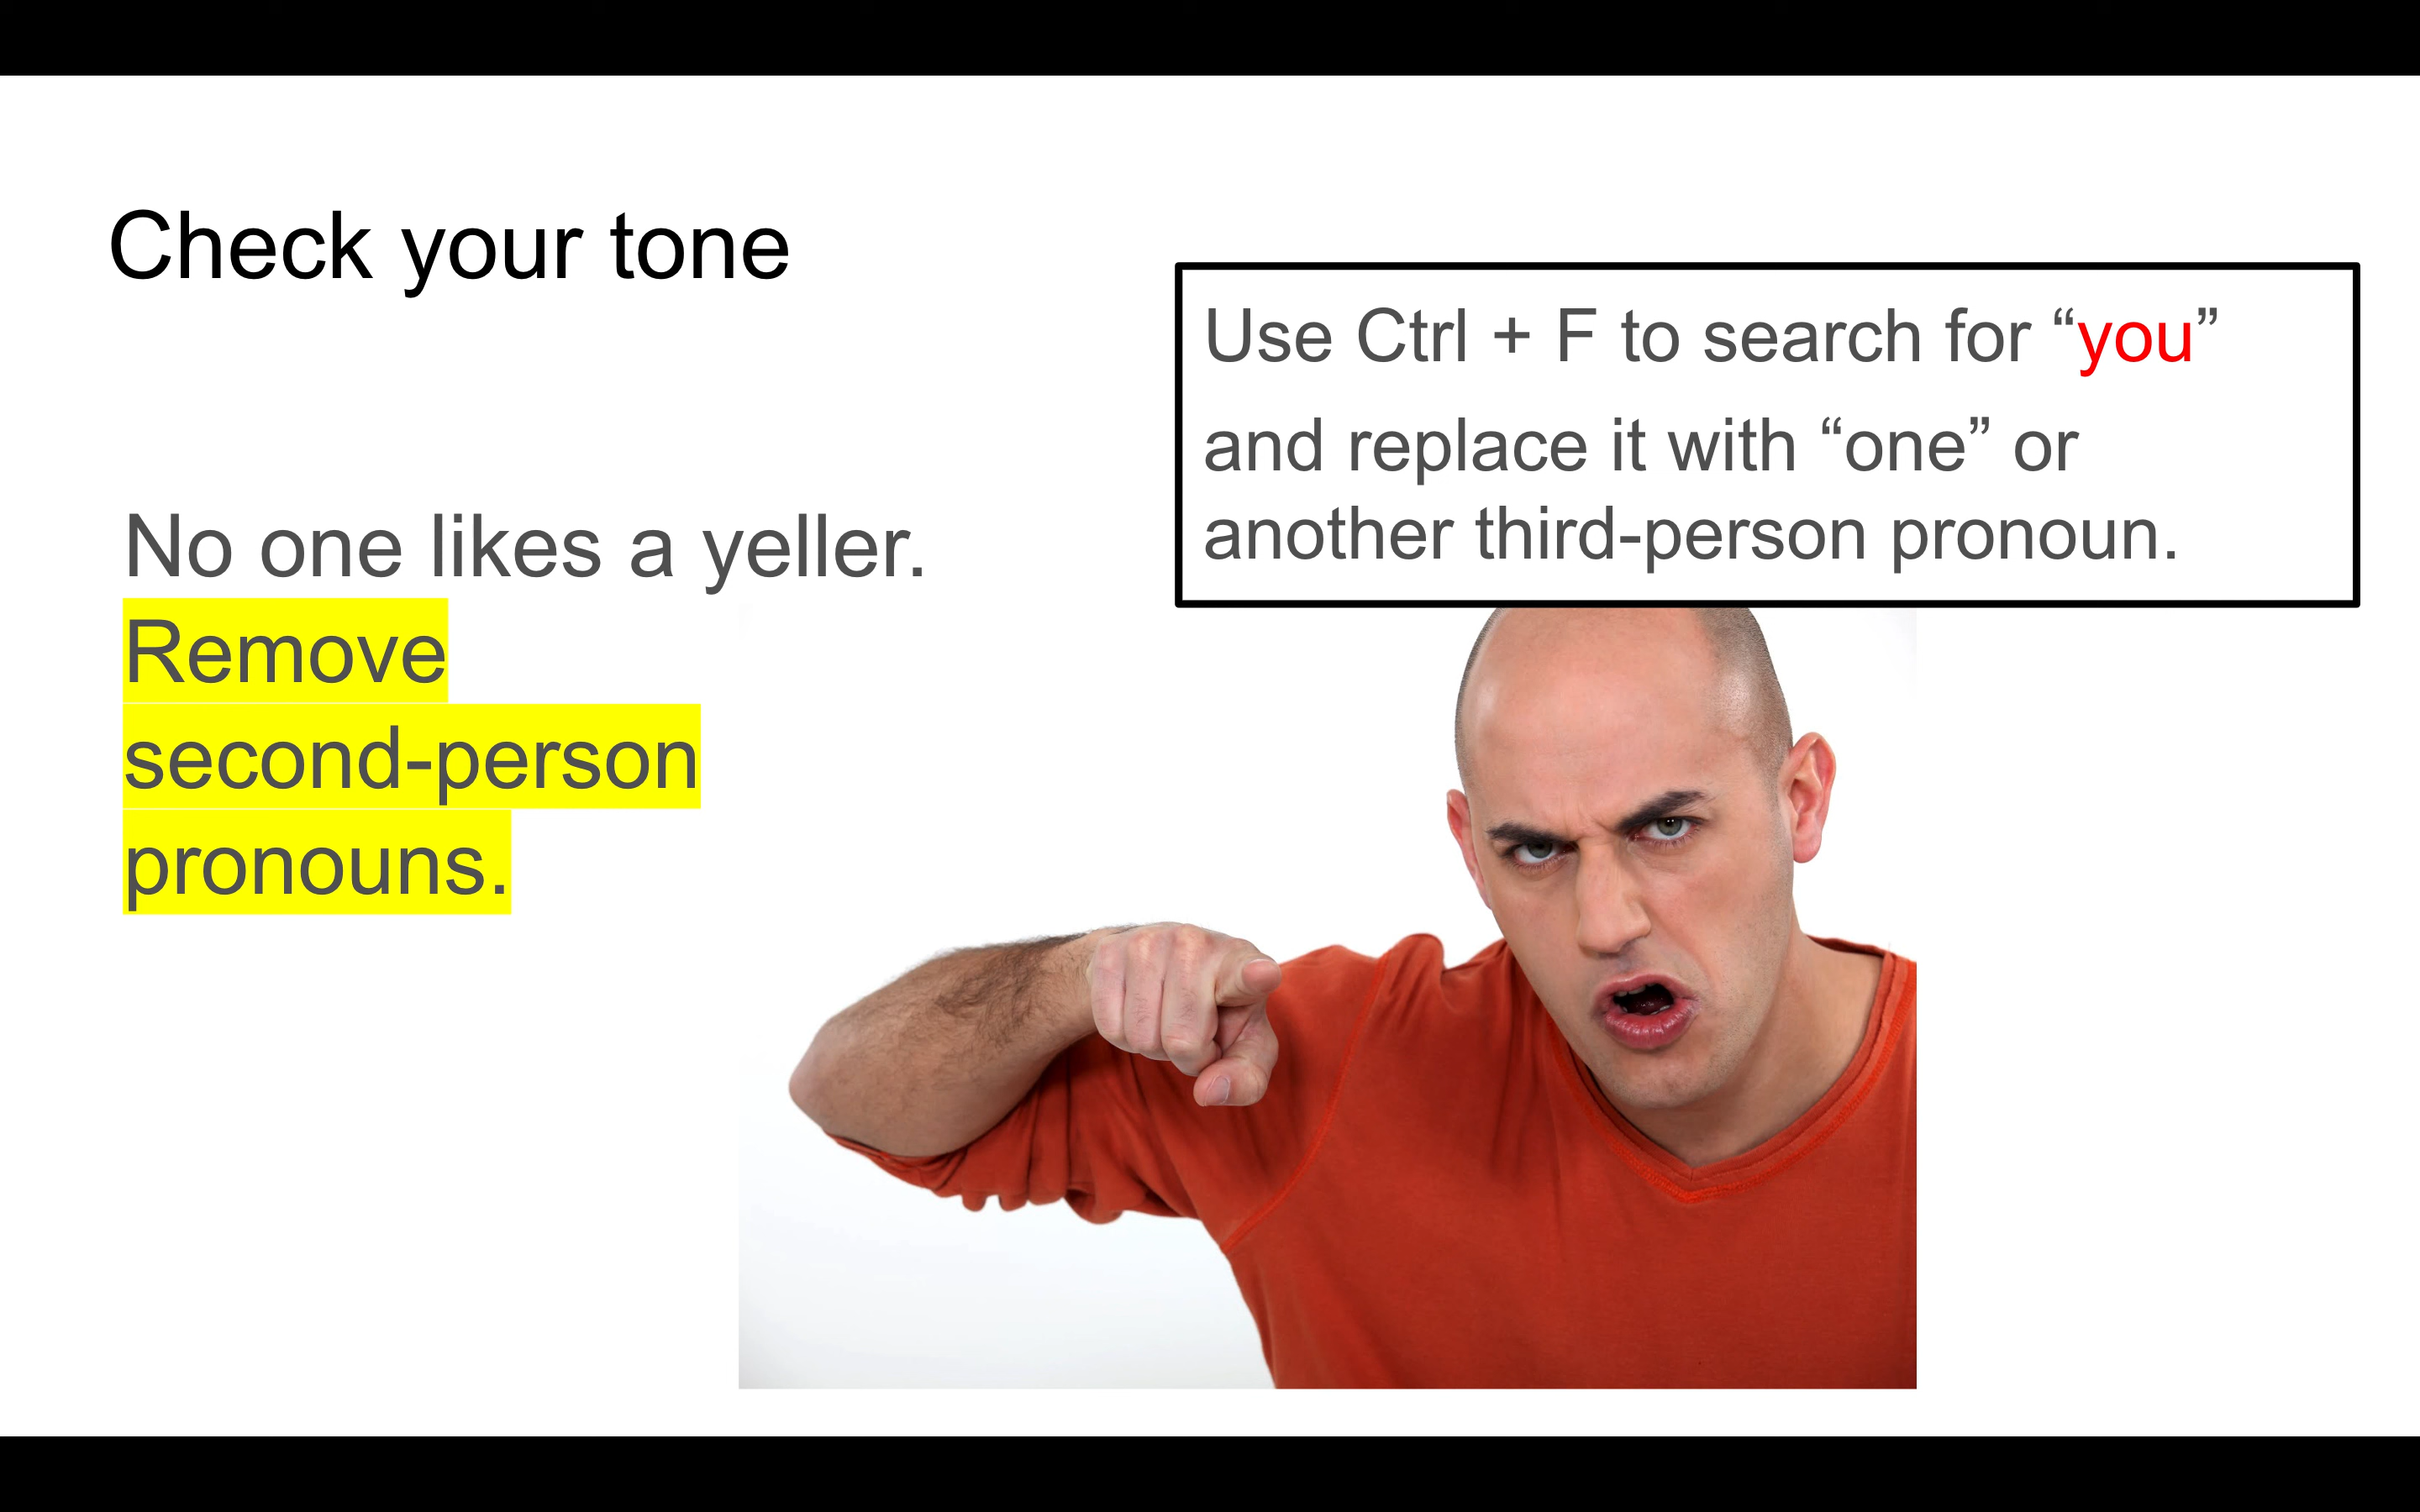 Check your tone
Use Ctrl + F to search for “you”
and replace it with “one” or
another third-person pronoun.
No one likes a yeller.
Remove
second-person
pronouns.